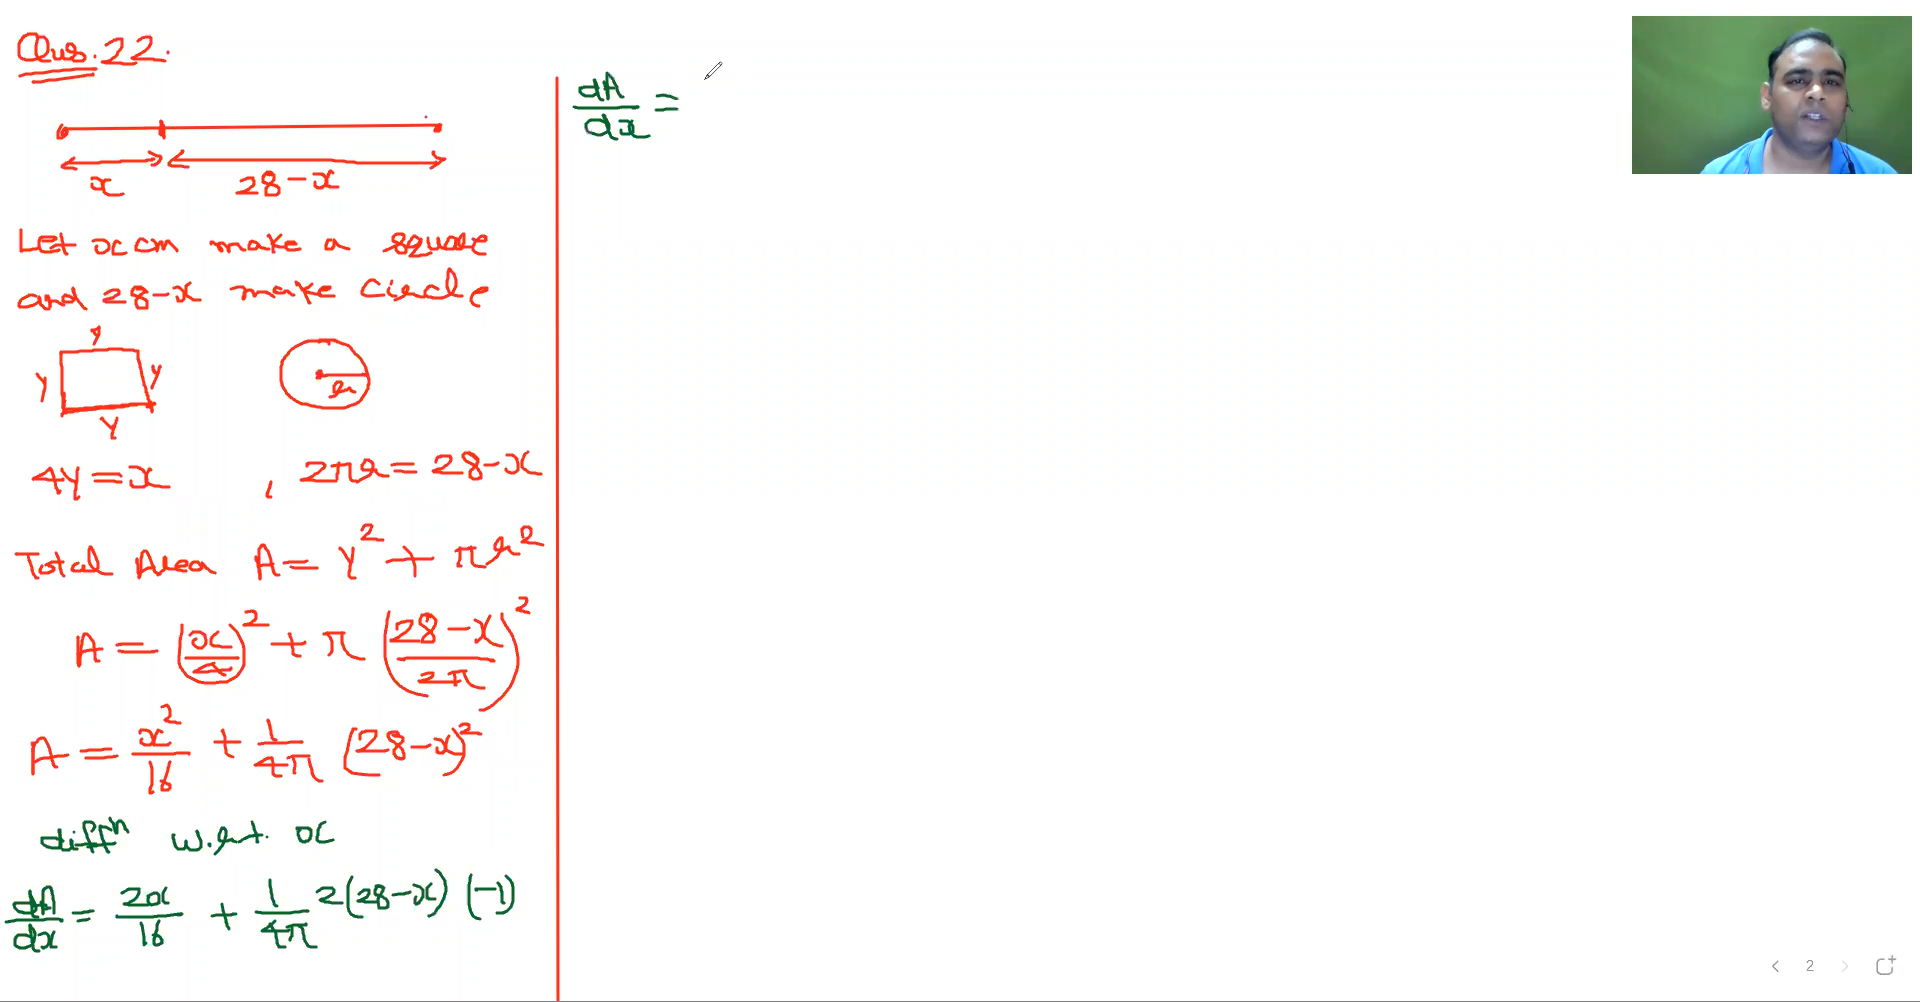 Ques. 22.
x 28-x
Let x cm make a square
and 28-x make circle
y
y y r
y
4y = x , 2πr = 28-x
Total Area A = y² + πr²
A = (x/4)² + π((28-x)/2π)²
A = x²/16 + 1/4π (28-x)²
diffⁿ w.r.t. x
dA/dx = 2x/16 + 1/4π 2(28-x) (-1)
dA/dx =
2